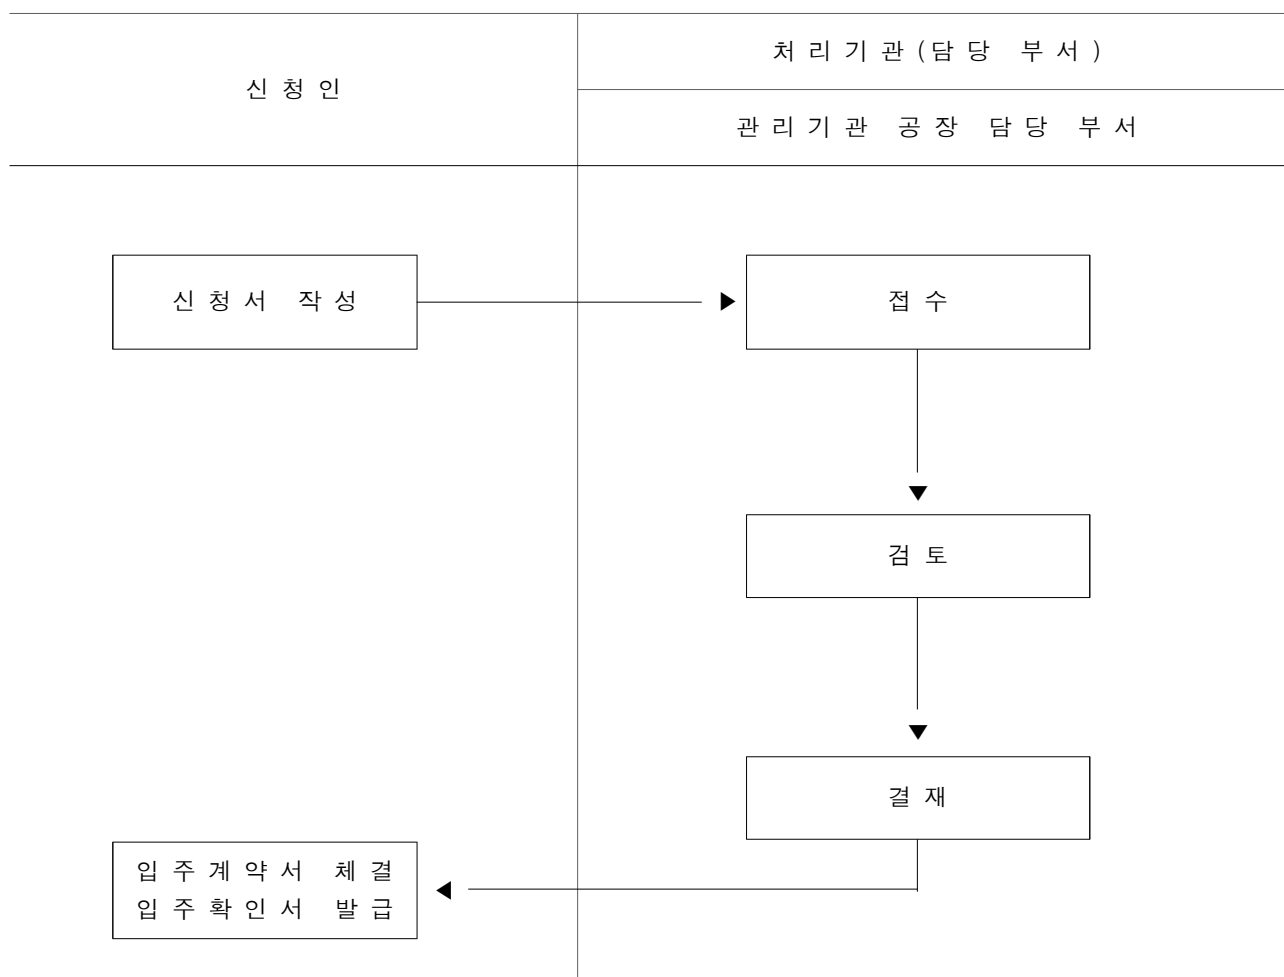 신청인
처리기관(담당 부서)
관리기관 공장 담당 부서
신청서 작성
접수
검토
결재
입주계약서 체결
입주확인서 발급